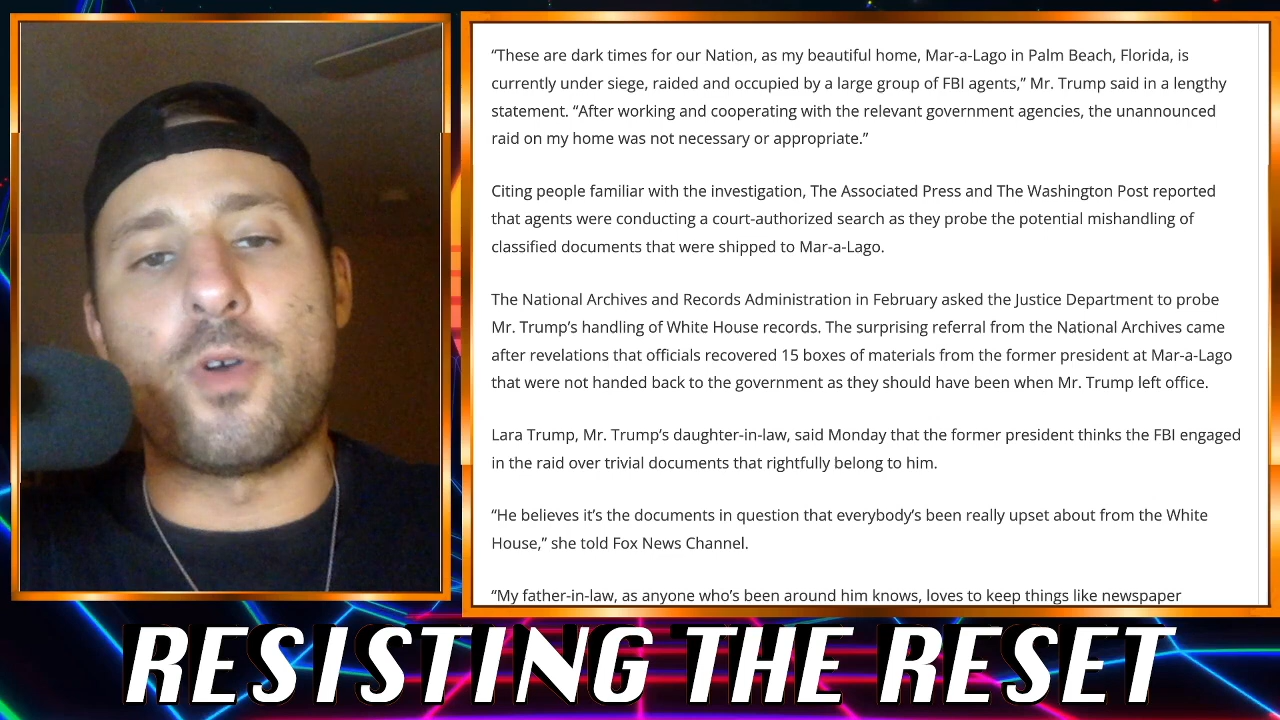 “These are dark times for our Nation, as my beautiful home, Mar-a-Lago in Palm Beach, Florida, is
currently under siege, raided and occupied by a large group of FBI agents,” Mr. Trump said in a lengthy
statement. “After working and cooperating with the relevant government agencies, the unannounced
raid on my home was not necessary or appropriate.”
Citing people familiar with the investigation, The Associated Press and The Washington Post reported
that agents were conducting a court-authorized search as they probe the potential mishandling of
classified documents that were shipped to Mar-a-Lago.
The National Archives and Records Administration in February asked the Justice Department to probe
Mr. Trump’s handling of White House records. The surprising referral from the National Archives came
after revelations that officials recovered 15 boxes of materials from the former president at Mar-a-Lago
that were not handed back to the government as they should have been when Mr. Trump left office.
Lara Trump, Mr. Trump’s daughter-in-law, said Monday that the former president thinks the FBI engaged
in the raid over trivial documents that rightfully belong to him.
“He believes it’s the documents in question that everybody’s been really upset about from the White
House,” she told Fox News Channel.
“My father-in-law, as anyone who’s been around him knows, loves to keep things like newspaper
RESISTING THE RESET